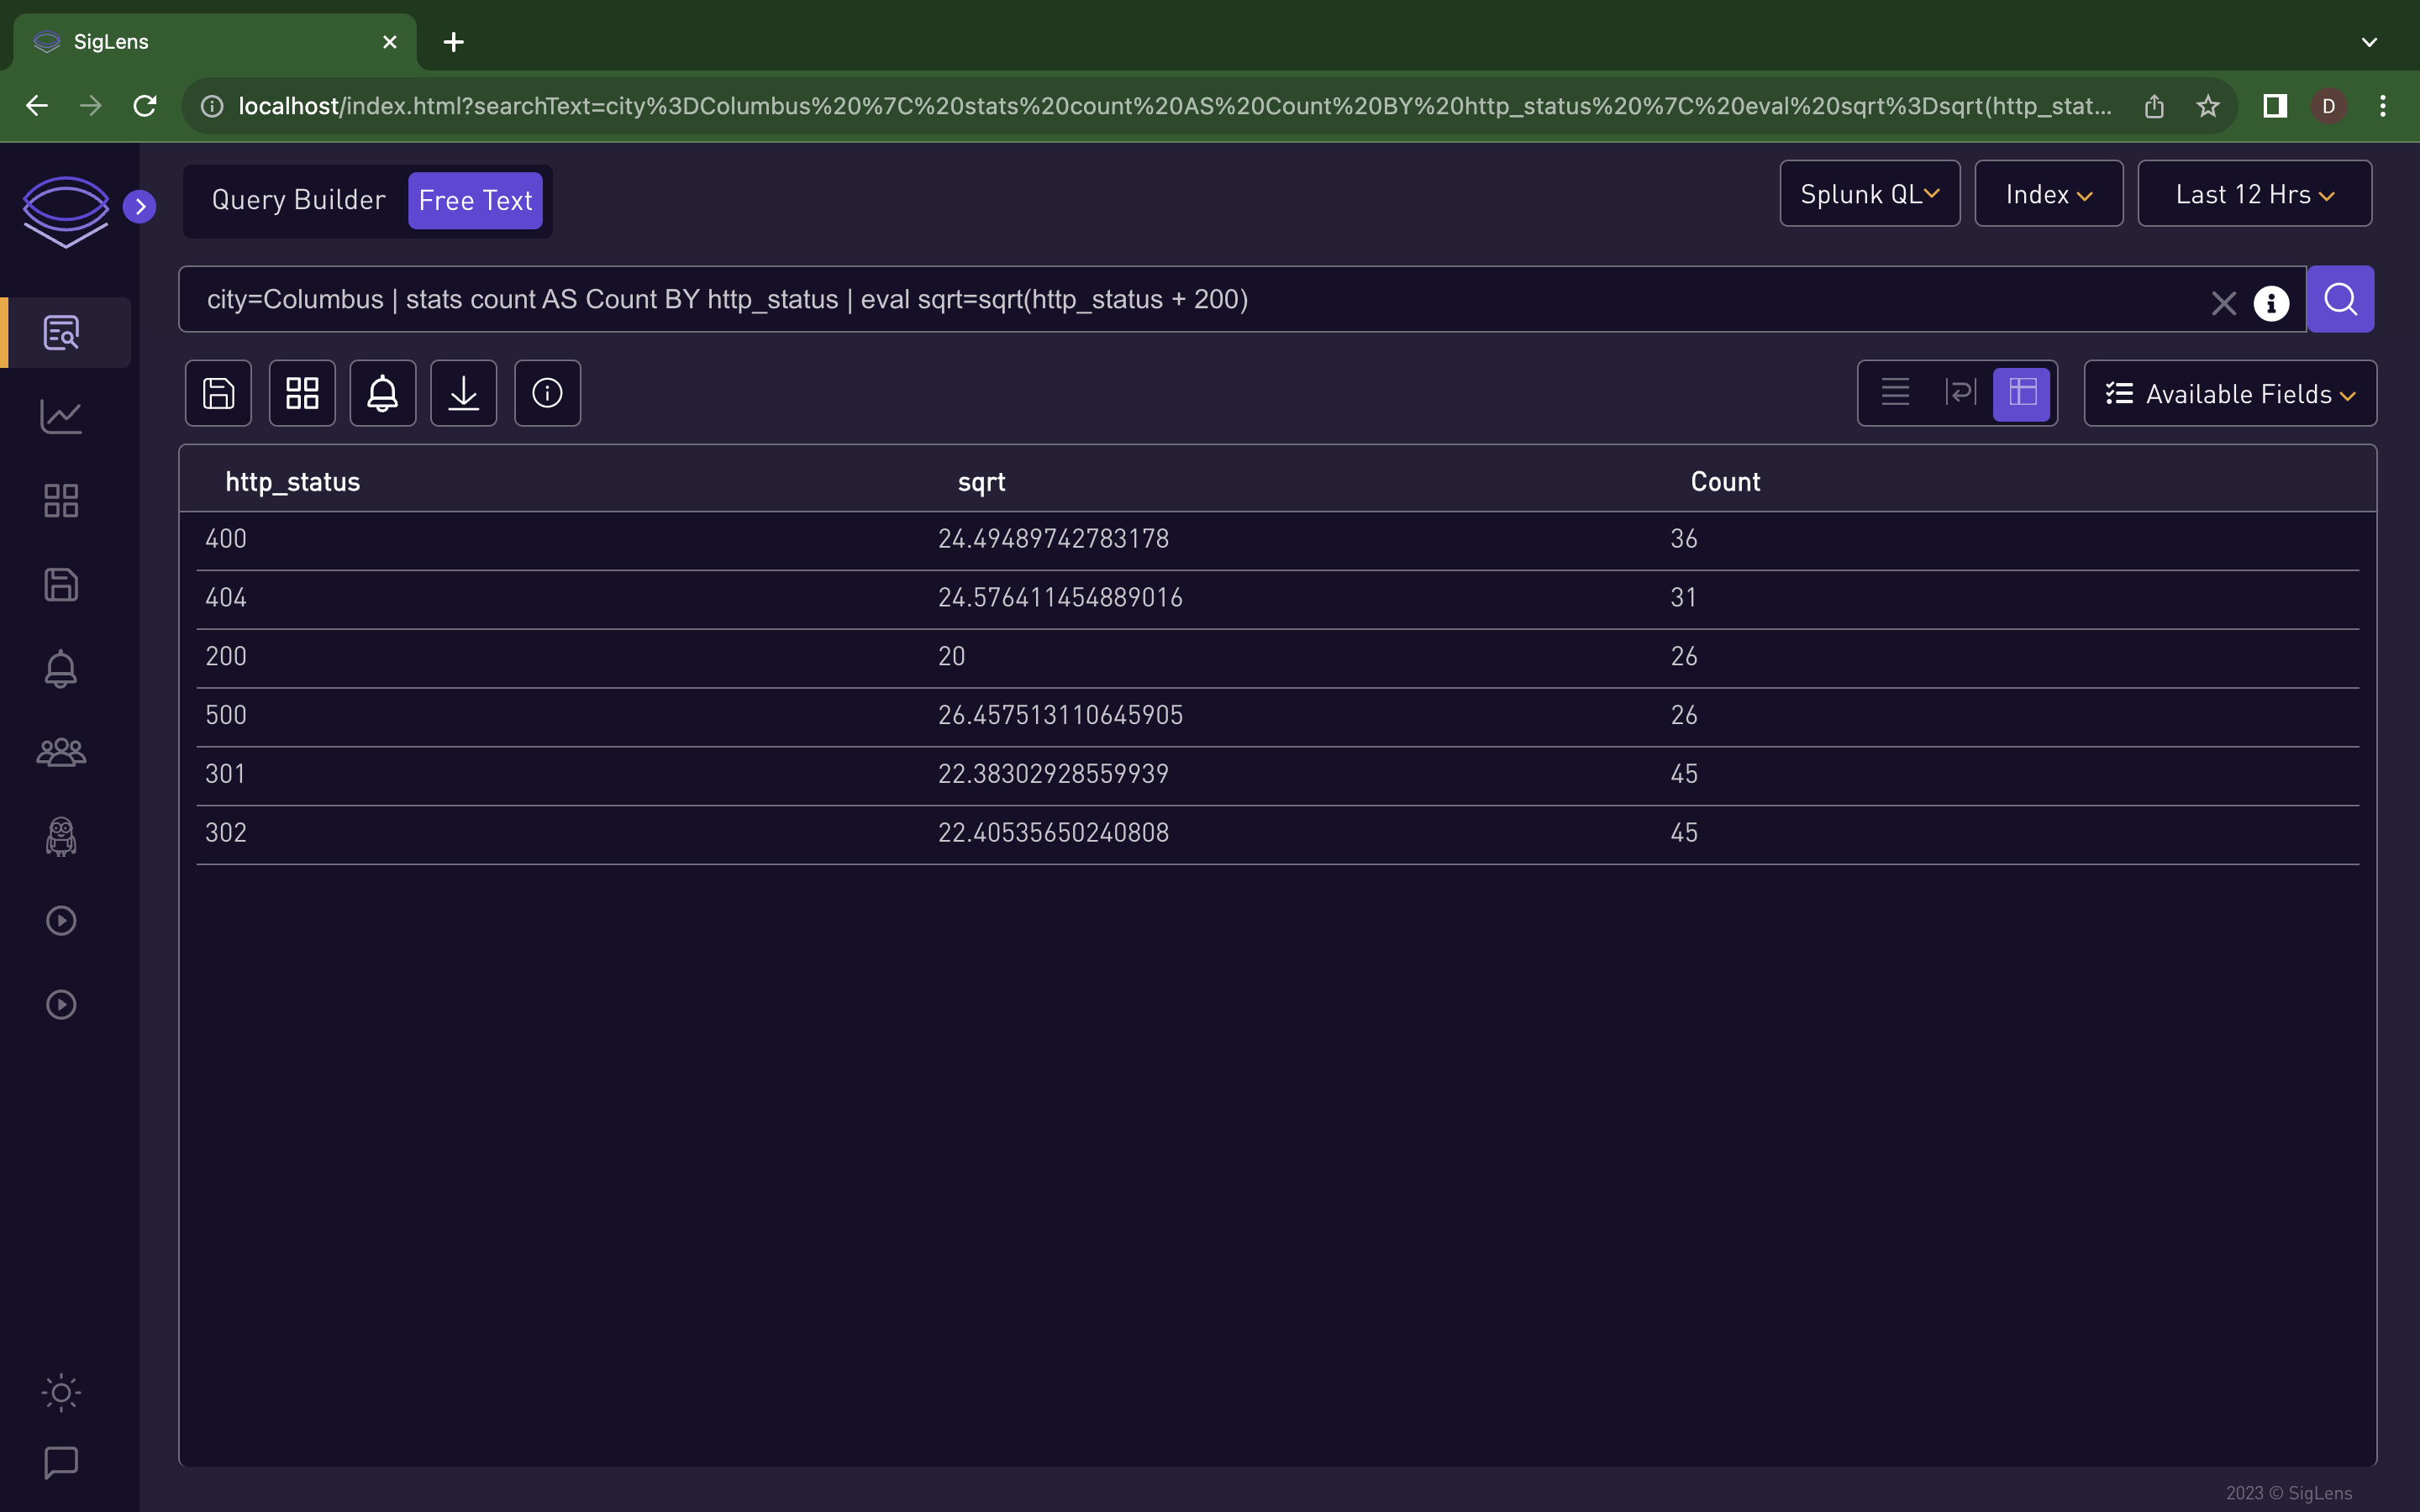 SigLens
localhost/index.html?searchText=city%3DColumbus%20%7C%20stats%20count%20AS%20Count%20BY%20http_status%20%7C%20eval%20sqrt%3Dsqrt(http_stat... D
Query Builder Free Text Splunk QL Index Last 12 Hrs
city=Columbus | stats count AS Count BY http_status | eval sqrt=sqrt(http_status + 200)
Available Fields
http_status sqrt Count
400 24.49489742783178 36
404 24.576411454889016 31
200 20 26
500 26.457513110645905 26
301 22.38302928559939 45
302 22.40535650240808 45
2023 © SigLens